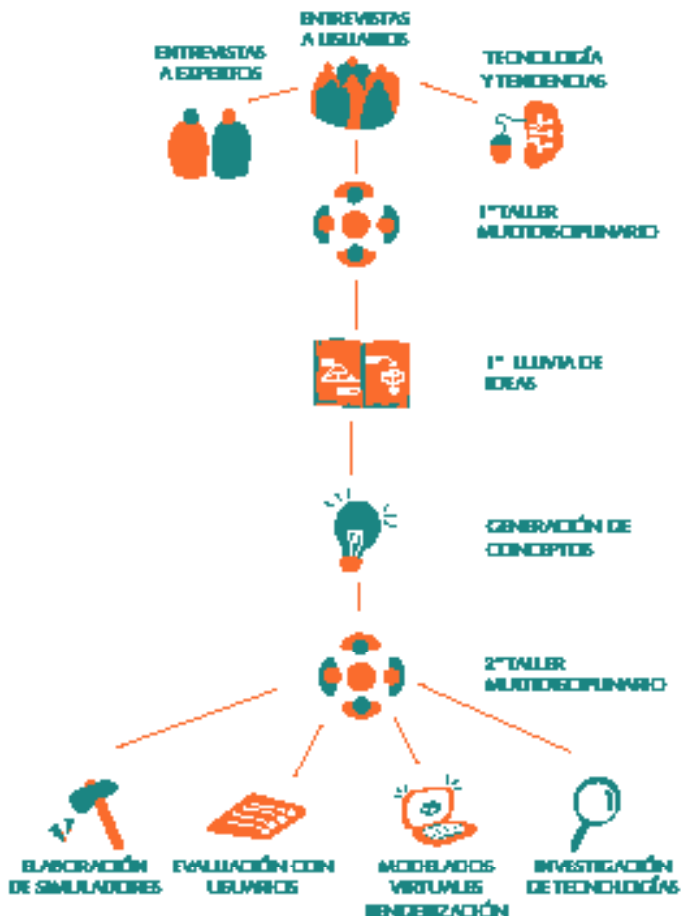 ENTREVISTAS
A USUARIOS
ENTREVISTAS
A EXPERTOS
TECNOLOGÍA
Y TENDENCIAS
1º TALLER
MULTIDISCIPLINARIO
1º LLUVIA DE
IDEAS
GENERACIÓN DE
CONCEPTOS
2º TALLER
MULTIDISCIPLINARIO
ELABORACIÓN
DE SIMULADORES
EVALUACIÓN CON
USUARIOS
MODELADOS
VIRTUALES
RENDERIZACIÓN
INVESTIGACIÓN
DE TECNOLOGÍAS